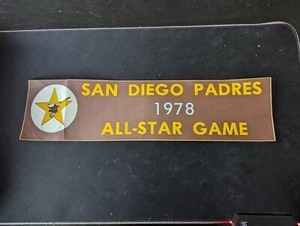 SAN DIEGO PADRES
1978
ALL-STAR GAME